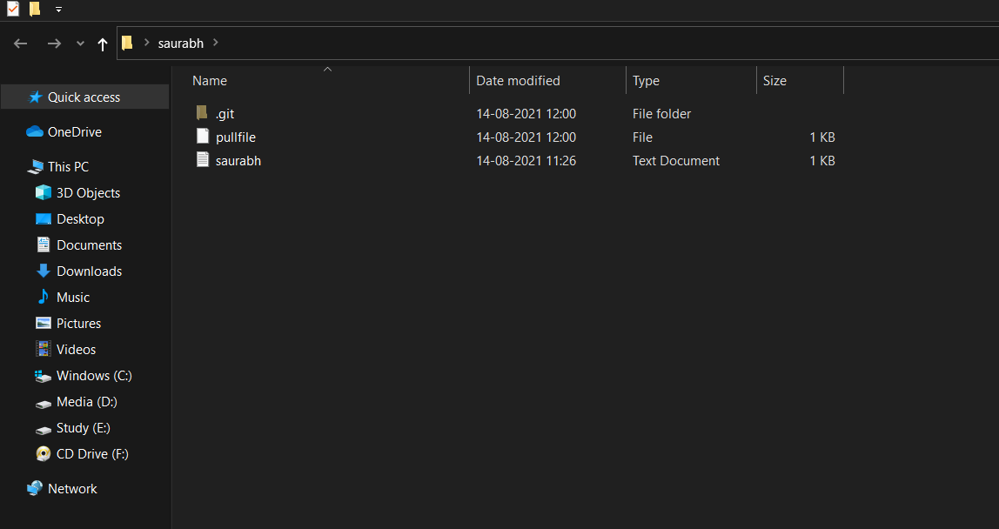 saurabh
Name Date modified Type Size
Quick access
OneDrive
This PC
3D Objects
Desktop
Documents
Downloads
Music
Pictures
Videos
Windows (C:)
Media (D:)
Study (E:)
CD Drive (F:)
Network
.git 14-08-2021 12:00 File folder
pullfile 14-08-2021 12:00 File 1 KB
saurabh 14-08-2021 11:26 Text Document 1 KB